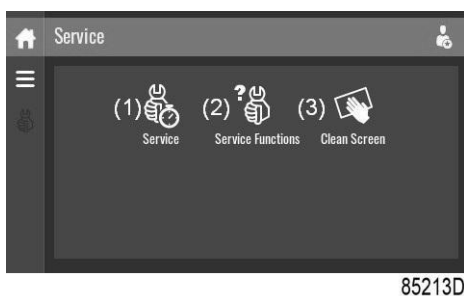 Service
(1) (2) ? (3)
Service Service Functions Clean Screen
85213D